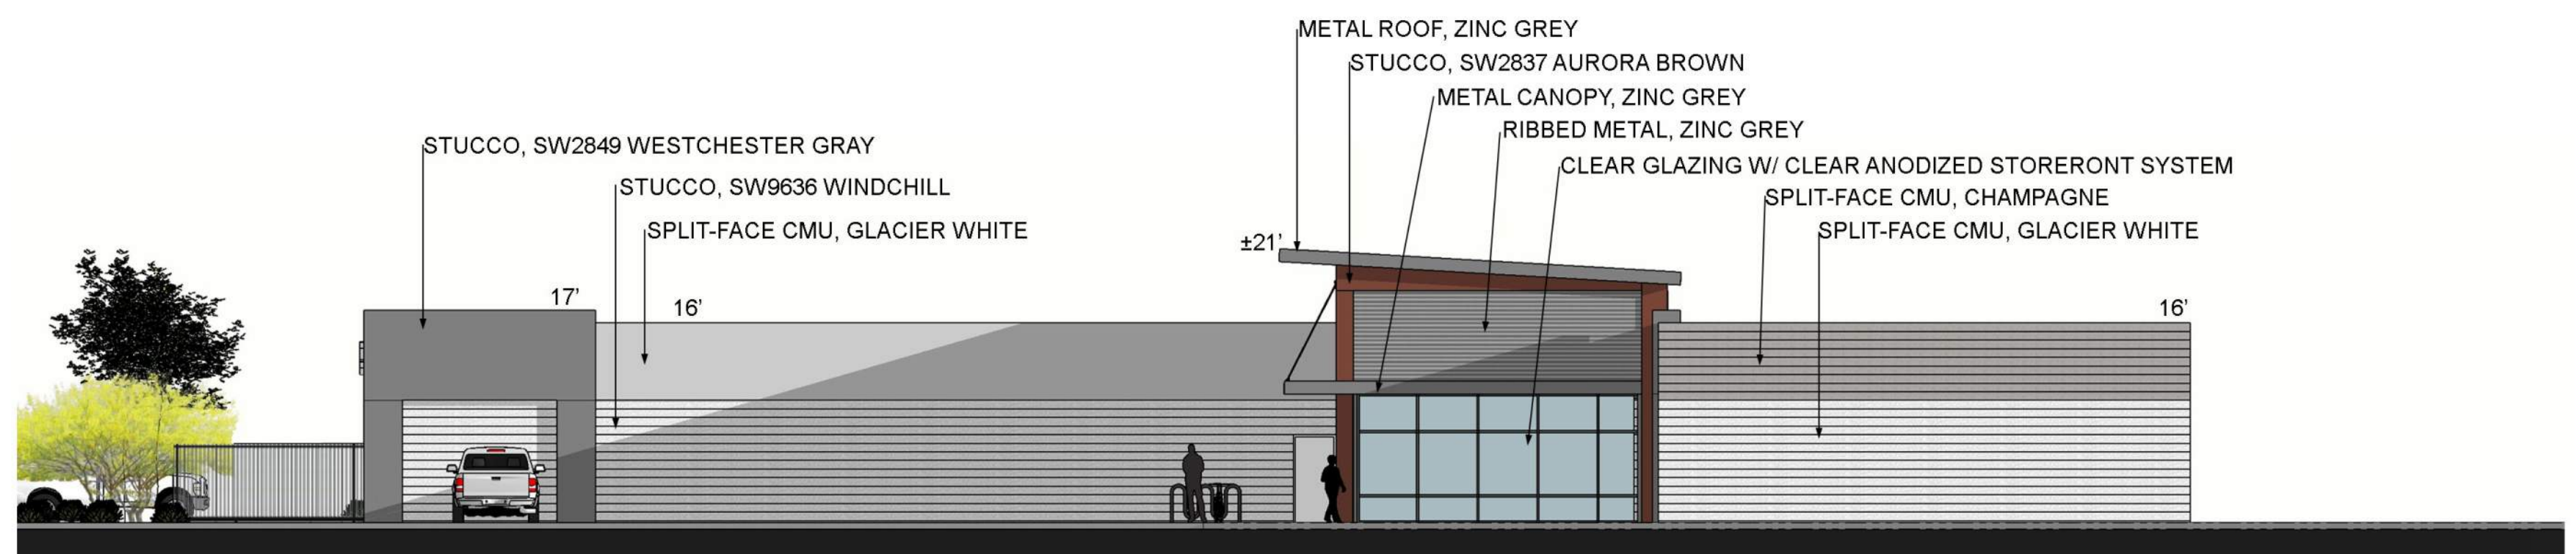 METAL ROOF, ZINC GREY
STUCCO, SW2837 AURORA BROWN
METAL CANOPY, ZINC GREY
RIBBED METAL, ZINC GREY
STUCCO, SW2849 WESTCHESTER GRAY
CLEAR GLAZING W/ CLEAR ANODIZED STORERONT SYSTEM
STUCCO, SW9636 WINDCHILL
SPLIT-FACE CMU, CHAMPAGNE
SPLIT-FACE CMU, GLACIER WHITE
SPLIT-FACE CMU, GLACIER WHITE
±21’
17’
16’
16’